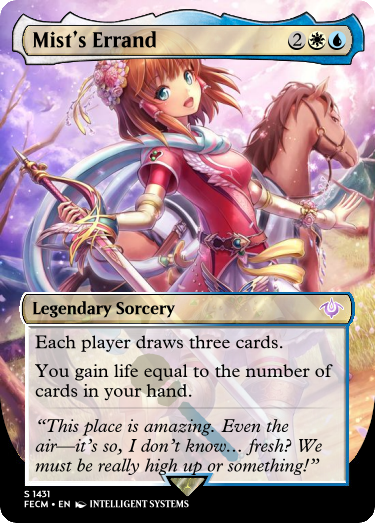 Mist's Errand 2
Legendary Sorcery
Each player draws three cards.
You gain life equal to the number of
cards in your hand.
“This place is amazing. Even the
air—it's so, I don't know… fresh? We
must be really high up or something!”
S 1431
FECM • EN INTELLIGENT SYSTEMS